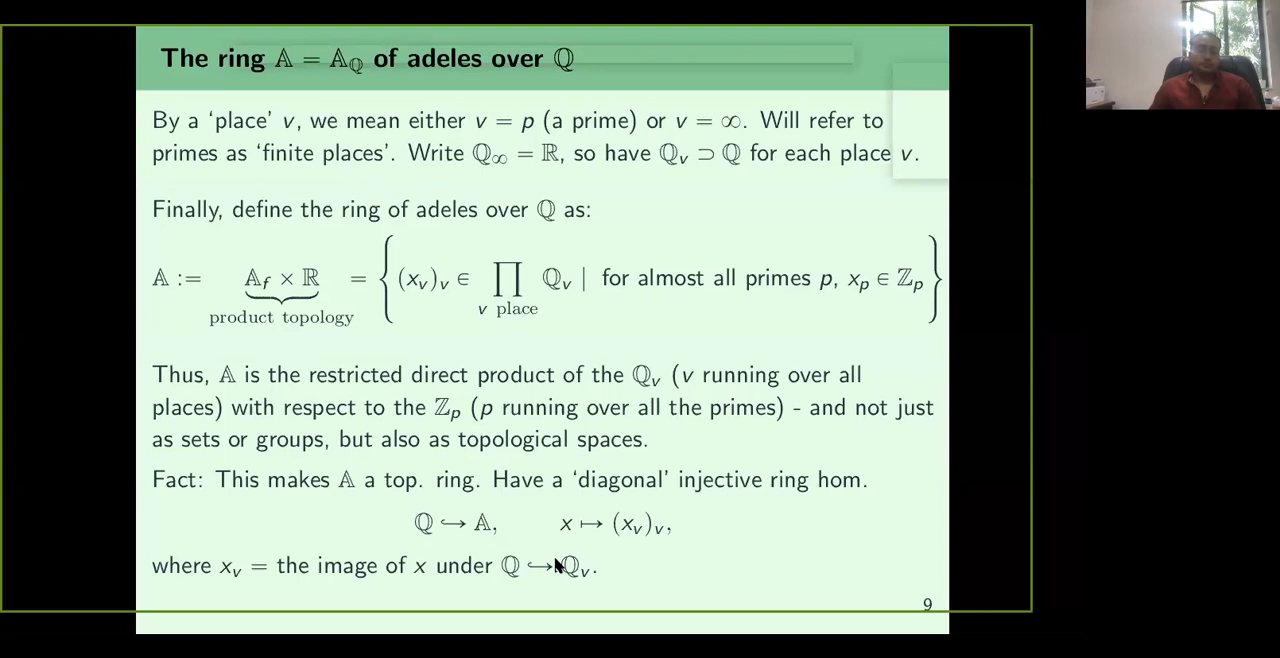 The ring 𝔸 = 𝔸_ℚ of adeles over ℚ
By a ‘place’ v, we mean either v = p (a prime) or v = ∞. Will refer to
primes as ‘finite places’. Write ℚ_∞ = ℝ, so have ℚ_v ⊃ ℚ for each place v.
Finally, define the ring of adeles over ℚ as:
𝔸 := 𝔸_f × ℝ = { (x_v)_v ∈ ∏ ℚ_v | for almost all primes p, x_p ∈ ℤ_p }
product topology v place
Thus, 𝔸 is the restricted direct product of the ℚ_v (v running over all
places) with respect to the ℤ_p (p running over all the primes) - and not just
as sets or groups, but also as topological spaces.
Fact: This makes 𝔸 a top. ring. Have a ‘diagonal’ injective ring hom.
ℚ ↪ 𝔸, x ↦ (x_v)_v,
where x_v = the image of x under ℚ ↪ ℚ_v.
9